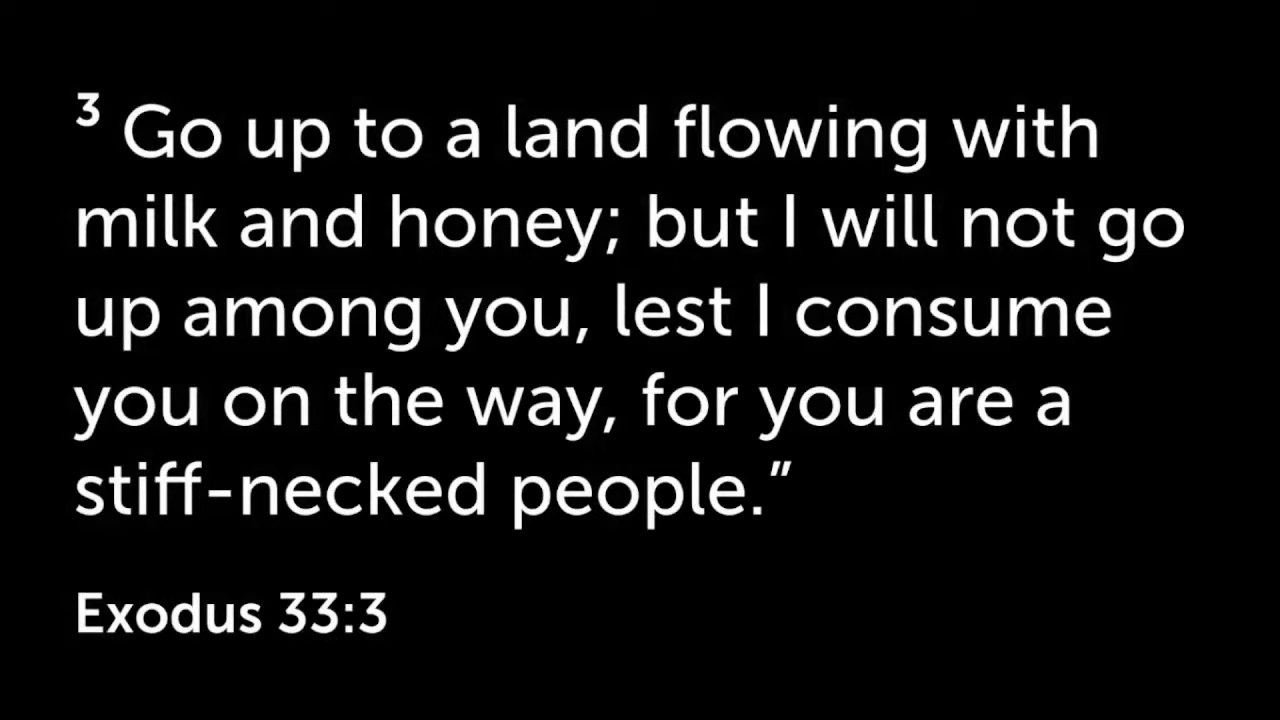 ³ Go up to a land flowing with
milk and honey; but I will not go
up among you, lest I consume
you on the way, for you are a
stiff-necked people.”
Exodus 33:3